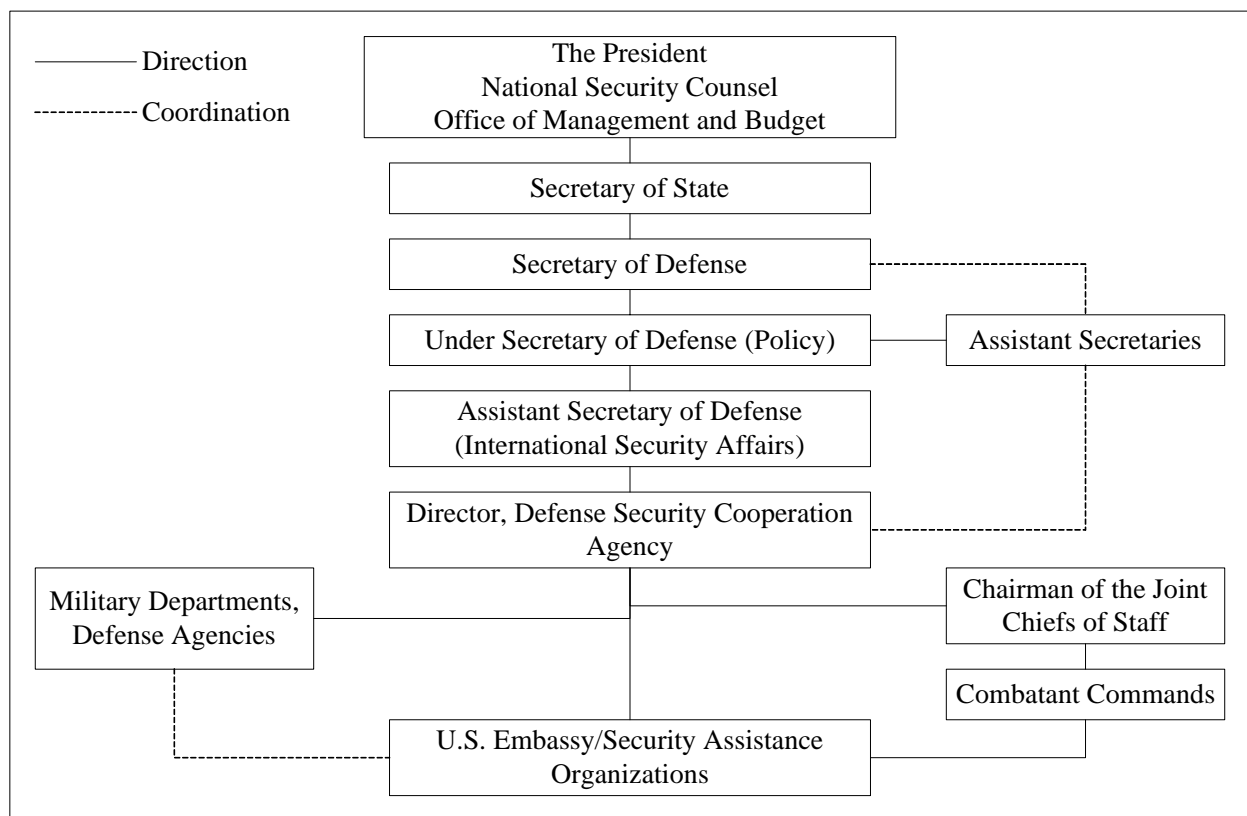 Direction
Coordination
The President
National Security Counsel
Office of Management and Budget
Secretary of State
Secretary of Defense
Under Secretary of Defense (Policy)
Assistant Secretaries
Assistant Secretary of Defense
(International Security Affairs)
Director, Defense Security Cooperation
Agency
Military Departments,
Defense Agencies
Chairman of the Joint
Chiefs of Staff
Combatant Commands
U.S. Embassy/Security Assistance
Organizations